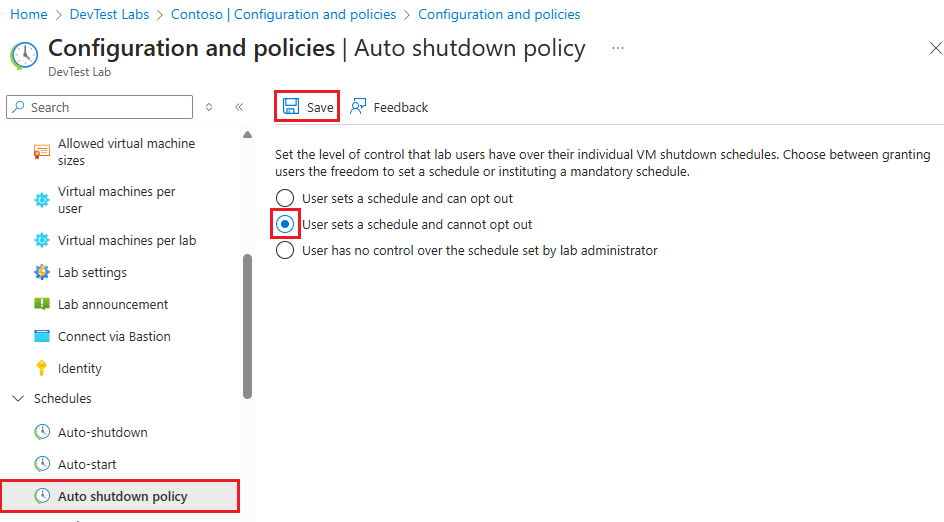 Home > DevTest Labs > Contoso | Configuration and policies > Configuration and policies
Configuration and policies | Auto shutdown policy ...
DevTest Lab
Search
Save
Feedback
Allowed virtual machine
sizes
Virtual machines per
user
Virtual machines per lab
Lab settings
Lab announcement
Connect via Bastion
Identity
Schedules
Auto-shutdown
Auto-start
Auto shutdown policy
Set the level of control that lab users have over their individual VM shutdown schedules. Choose between granting
users the freedom to set a schedule or instituting a mandatory schedule.
User sets a schedule and can opt out
User sets a schedule and cannot opt out
User has no control over the schedule set by lab administrator